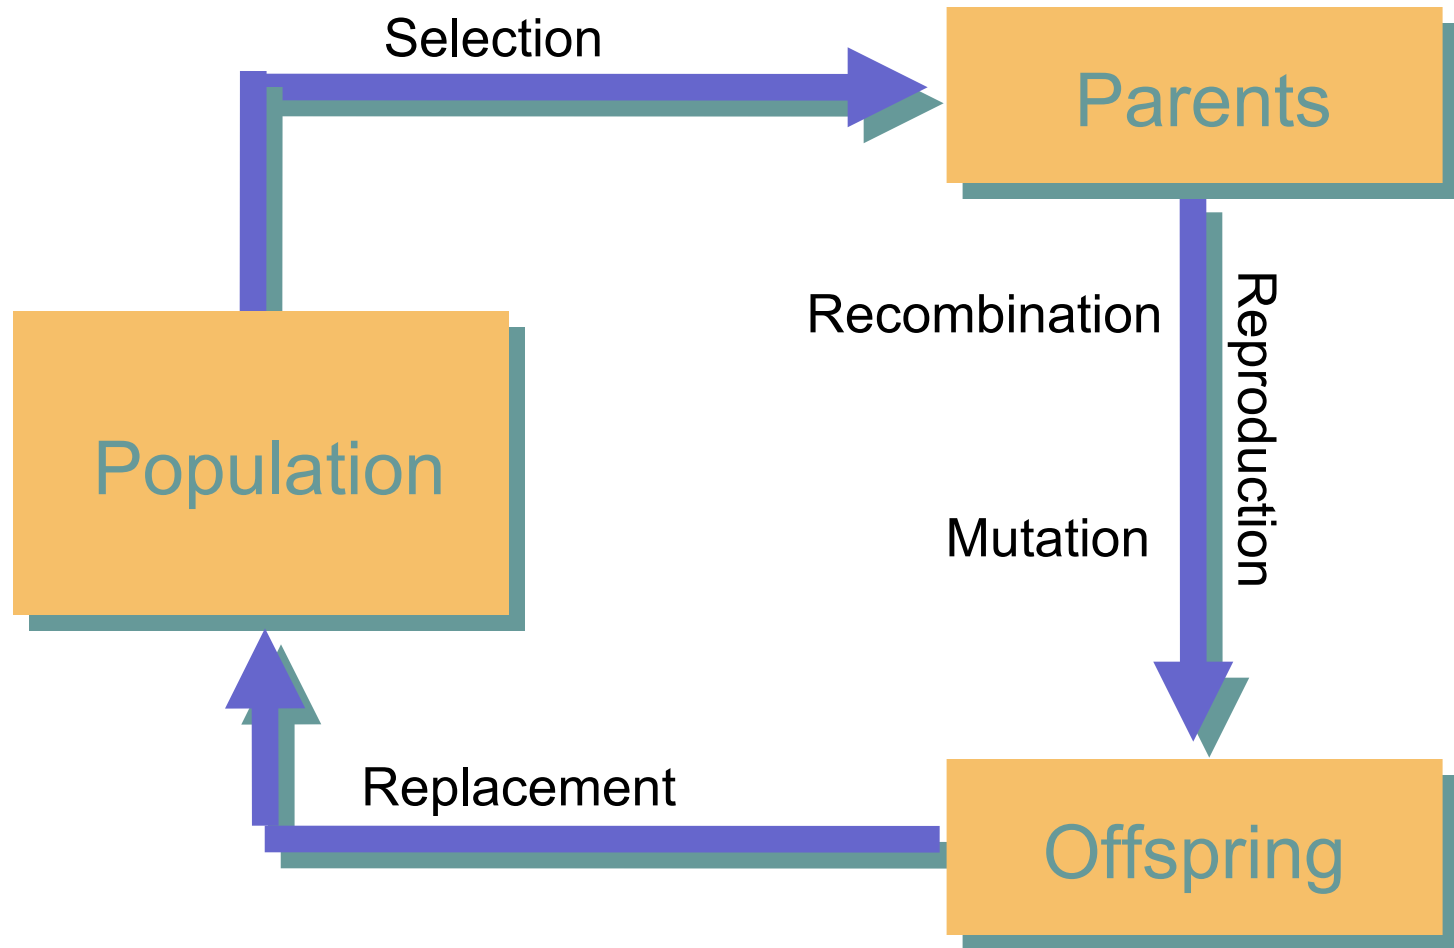 Selection
Parents
Recombination
Reproduction
Population
Mutation
Replacement
Offspring